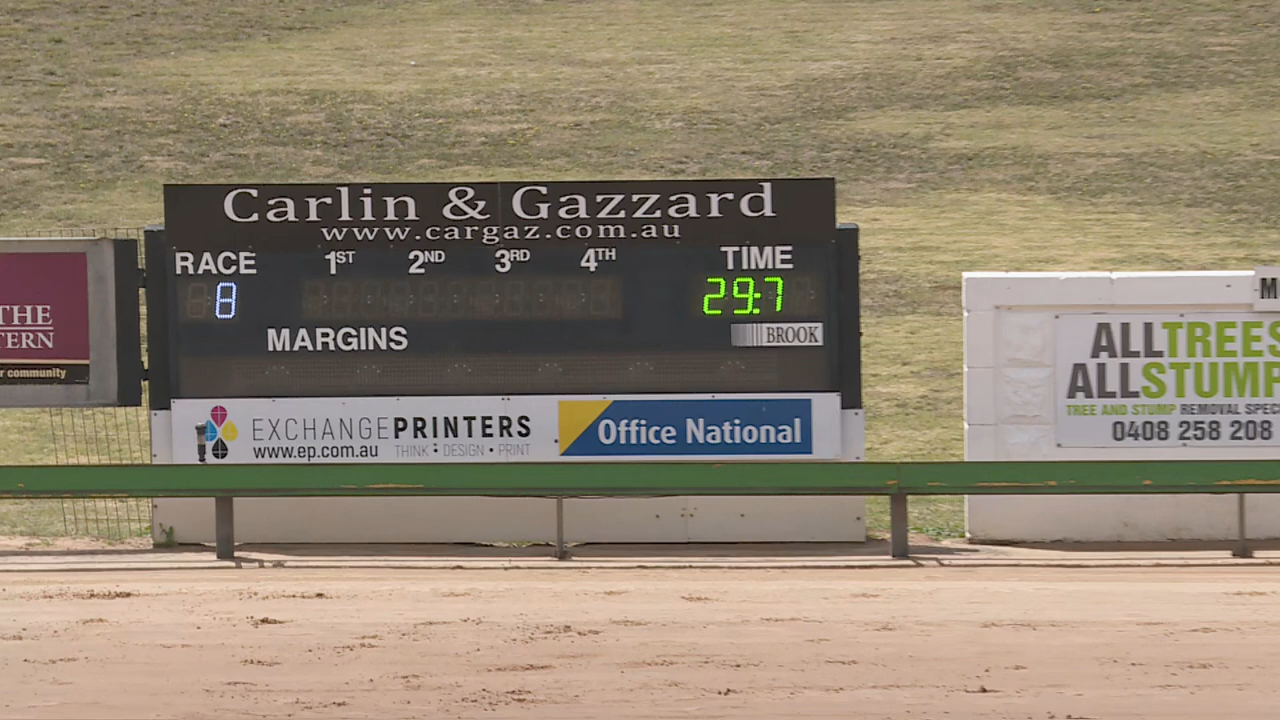 Carlin & Gazzard
www.cargaz.com.au
RACE 1ST 2ND 3RD 4TH TIME
8 29:7
MARGINS
BROOK
EXCHANGEPRINTERS
www.ep.com.au THINK : DESIGN • PRINT
Office National
THE
TERN
r community
M
ALLTREES
ALLSTUMP
TREE AND STUMP REMOVAL SPEC
0408 258 208